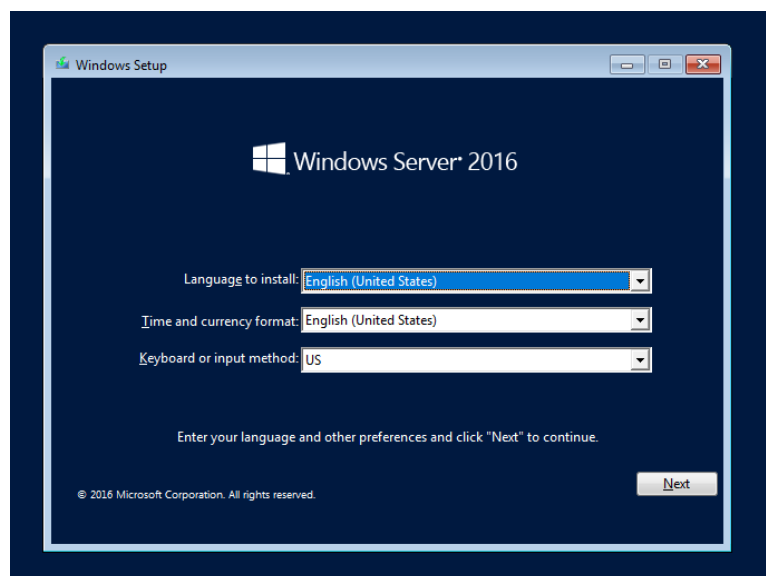 Windows Setup
Windows Server• 2016
Language to install: English (United States)
Time and currency format: English (United States)
Keyboard or input method: US
Enter your language and other preferences and click "Next" to continue.
Next
© 2016 Microsoft Corporation. All rights reserved.